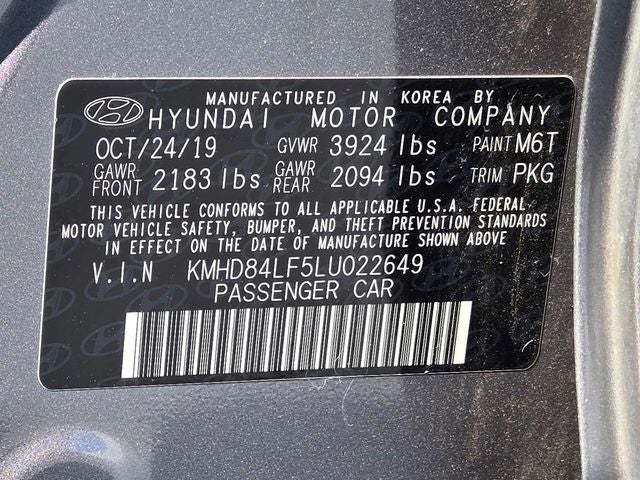 MANUFACTURED IN KOREA BY
HYUNDAI MOTOR COMPANY
OCT/24/19 GVWR 3924 lbs PAINT M6T
GAWR FRONT 2183 lbs GAWR REAR 2094 lbs TRIM PKG
THIS VEHICLE CONFORMS TO ALL APPLICABLE U.S.A. FEDERAL
MOTOR VEHICLE SAFETY, BUMPER, AND THEFT PREVENTION STANDARDS
IN EFFECT ON THE DATE OF MANUFACTURE SHOWN ABOVE
V.I.N KMHD84LF5LU022649
PASSENGER CAR